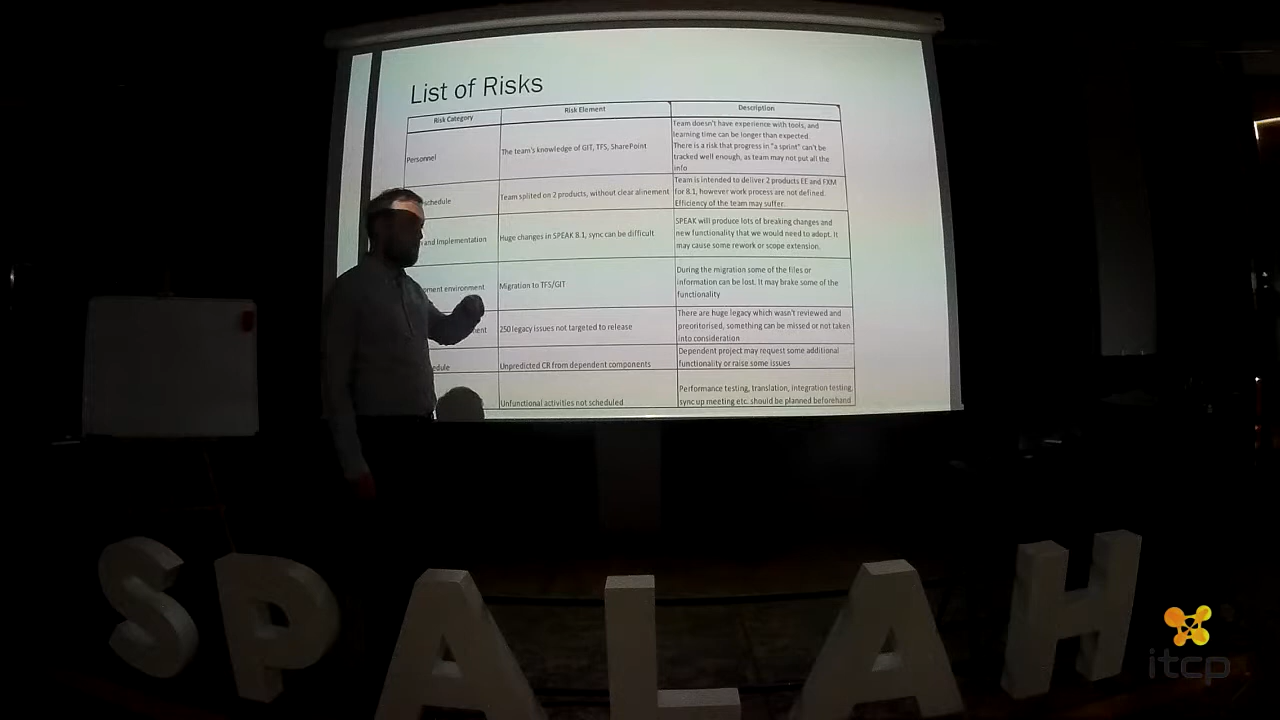 List of Risks
Risk Category
Risk Element
Description
Personnel
The team's knowledge of GIT, TFS, SharePoint
Team doesn't have experience with tools, and
learning time can be longer than expected
There is a risk that progress in "a sprint" can't be
tracked well enough, as team may not put all the
info
schedule
Team splited on 2 products, without clear alinement
Team is intended to deliver 2 products EE and FXM
for 8.1, however work process are not defined.
Efficiency of the team may suffer.
and Implementation
Huge changes in SPEAK 8.1, sync can be difficult
SPEAK will produce lots of breaking changes and
new functionality that we would need to adopt. It
may cause some rework or scope extension.
ment environment
Migration to TFS/GIT
During the migration some of the files or
information can be lost. It may brake some of the
functionality
ent
250 legacy issues not targeted to release
There are huge legacy which wasn't reviewed and
preoritorised, something can be missed or not taken
into consideration
edule
Unpredicted CR from dependent components
Dependent project may request some additional
functionality or raise some issues
Unfunctional activities not scheduled
Performance testing, translation, integration testing,
sync up meeting etc. should be planned beforehand
SPALAH
itcp